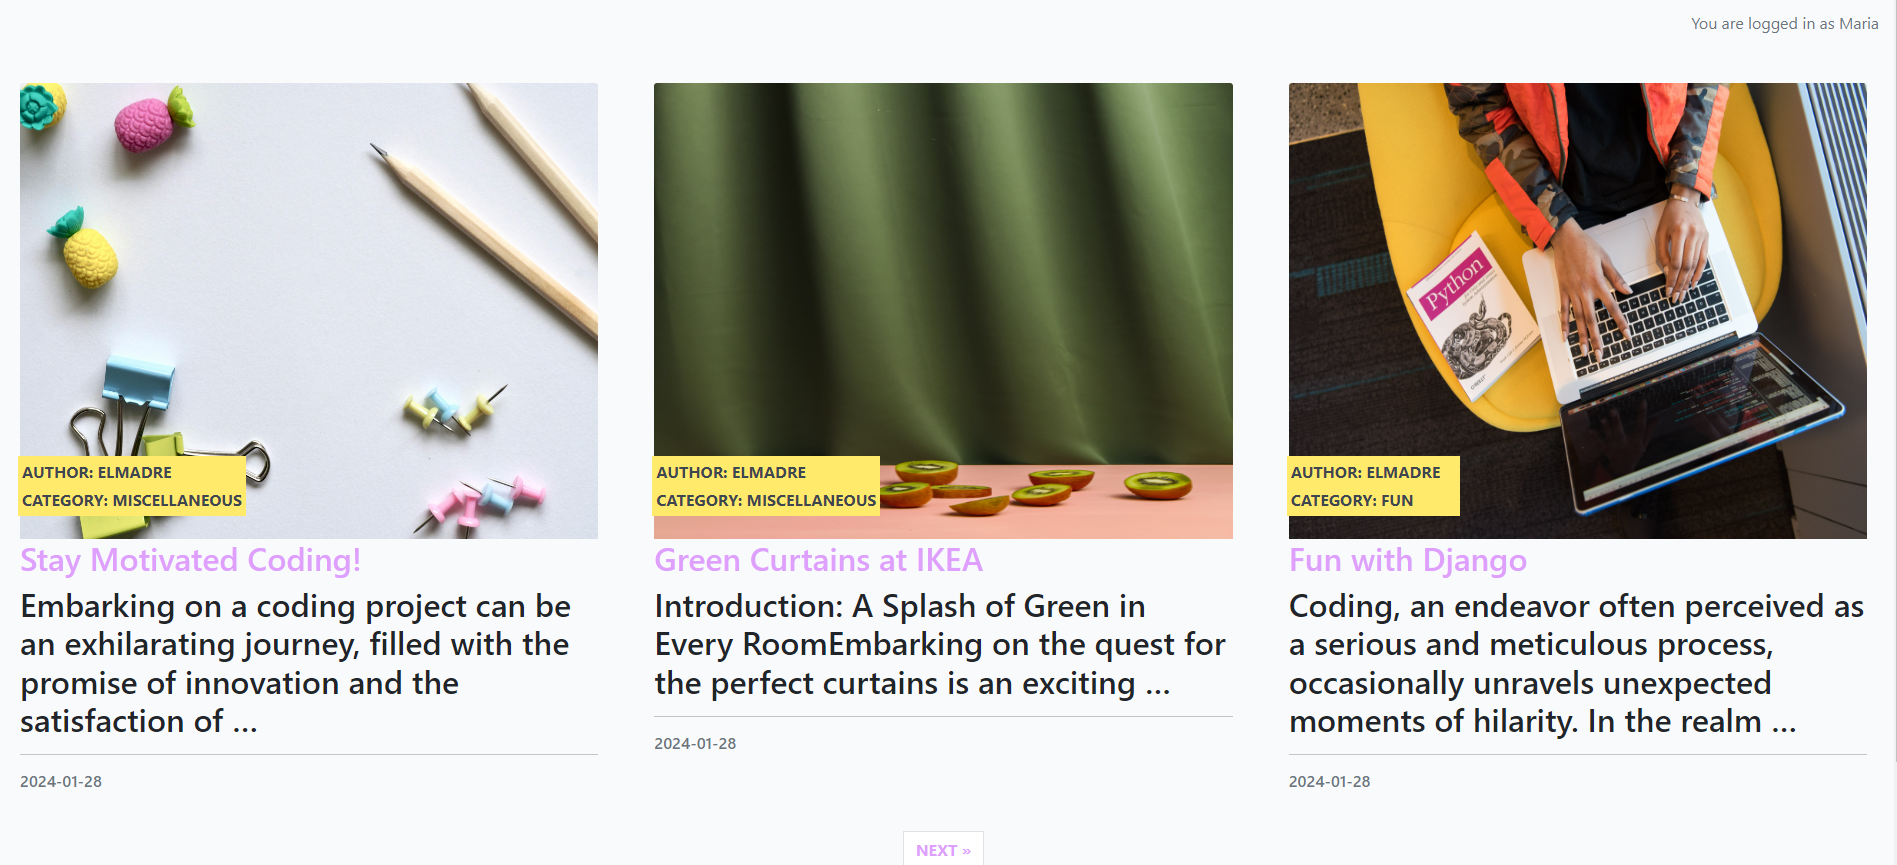 You are logged in as Maria
AUTHOR: ELMADRE
CATEGORY: MISCELLANEOUS
Stay Motivated Coding!
Embarking on a coding project can be
an exhilarating journey, filled with the
promise of innovation and the
satisfaction of ...
2024-01-28
AUTHOR: ELMADRE
CATEGORY: MISCELLANEOUS
Green Curtains at IKEA
Introduction: A Splash of Green in
Every RoomEmbarking on the quest for
the perfect curtains is an exciting ...
2024-01-28
Python
O'REILLY
AUTHOR: ELMADRE
CATEGORY: FUN
Fun with Django
Coding, an endeavor often perceived as
a serious and meticulous process,
occasionally unravels unexpected
moments of hilarity. In the realm ...
2024-01-28
NEXT »